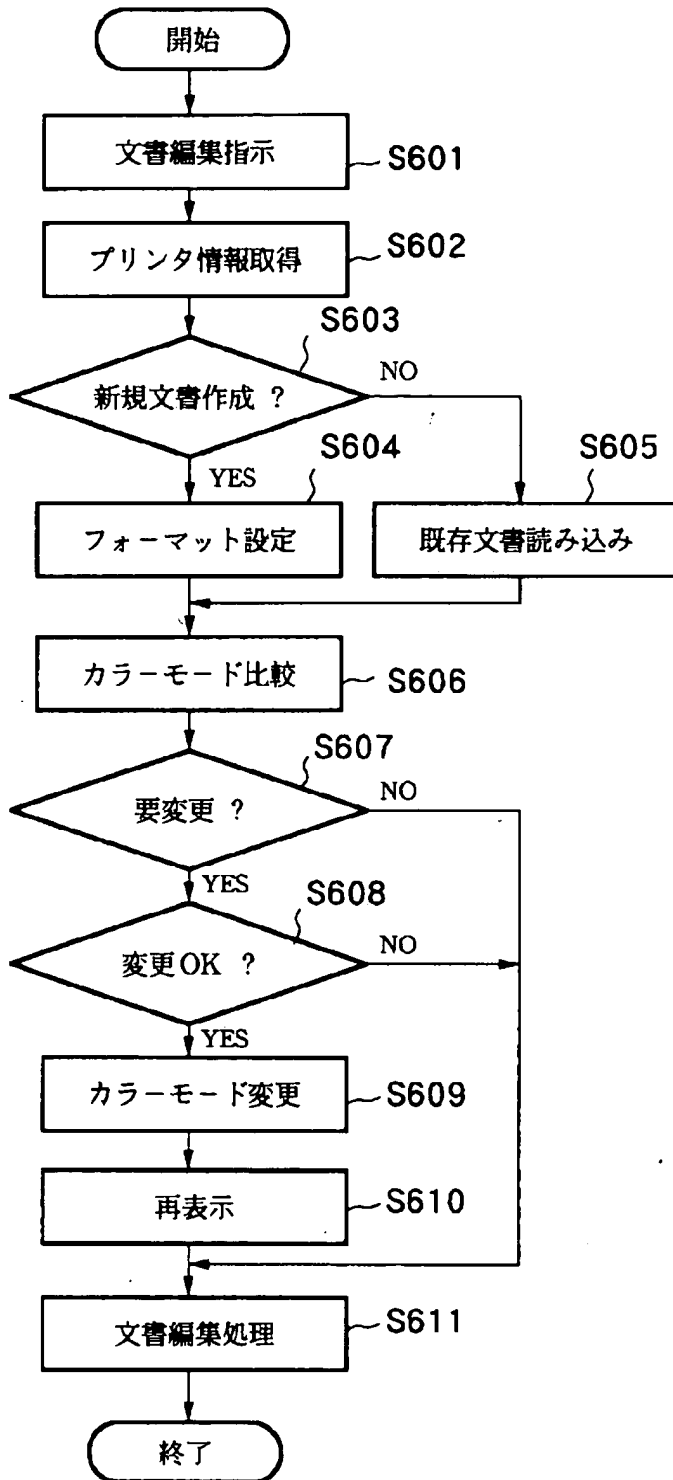 開始
文書編集指示
S601
プリンタ情報取得
S602
S603
新規文書作成 ?
NO
YES
S604
S605
フォーマット設定
既存文書読み込み
カラーモード比較
S606
S607
要変更 ?
NO
YES
S608
変更OK ?
NO
YES
カラーモード変更
S609
再表示
S610
文書編集処理
S611
終了